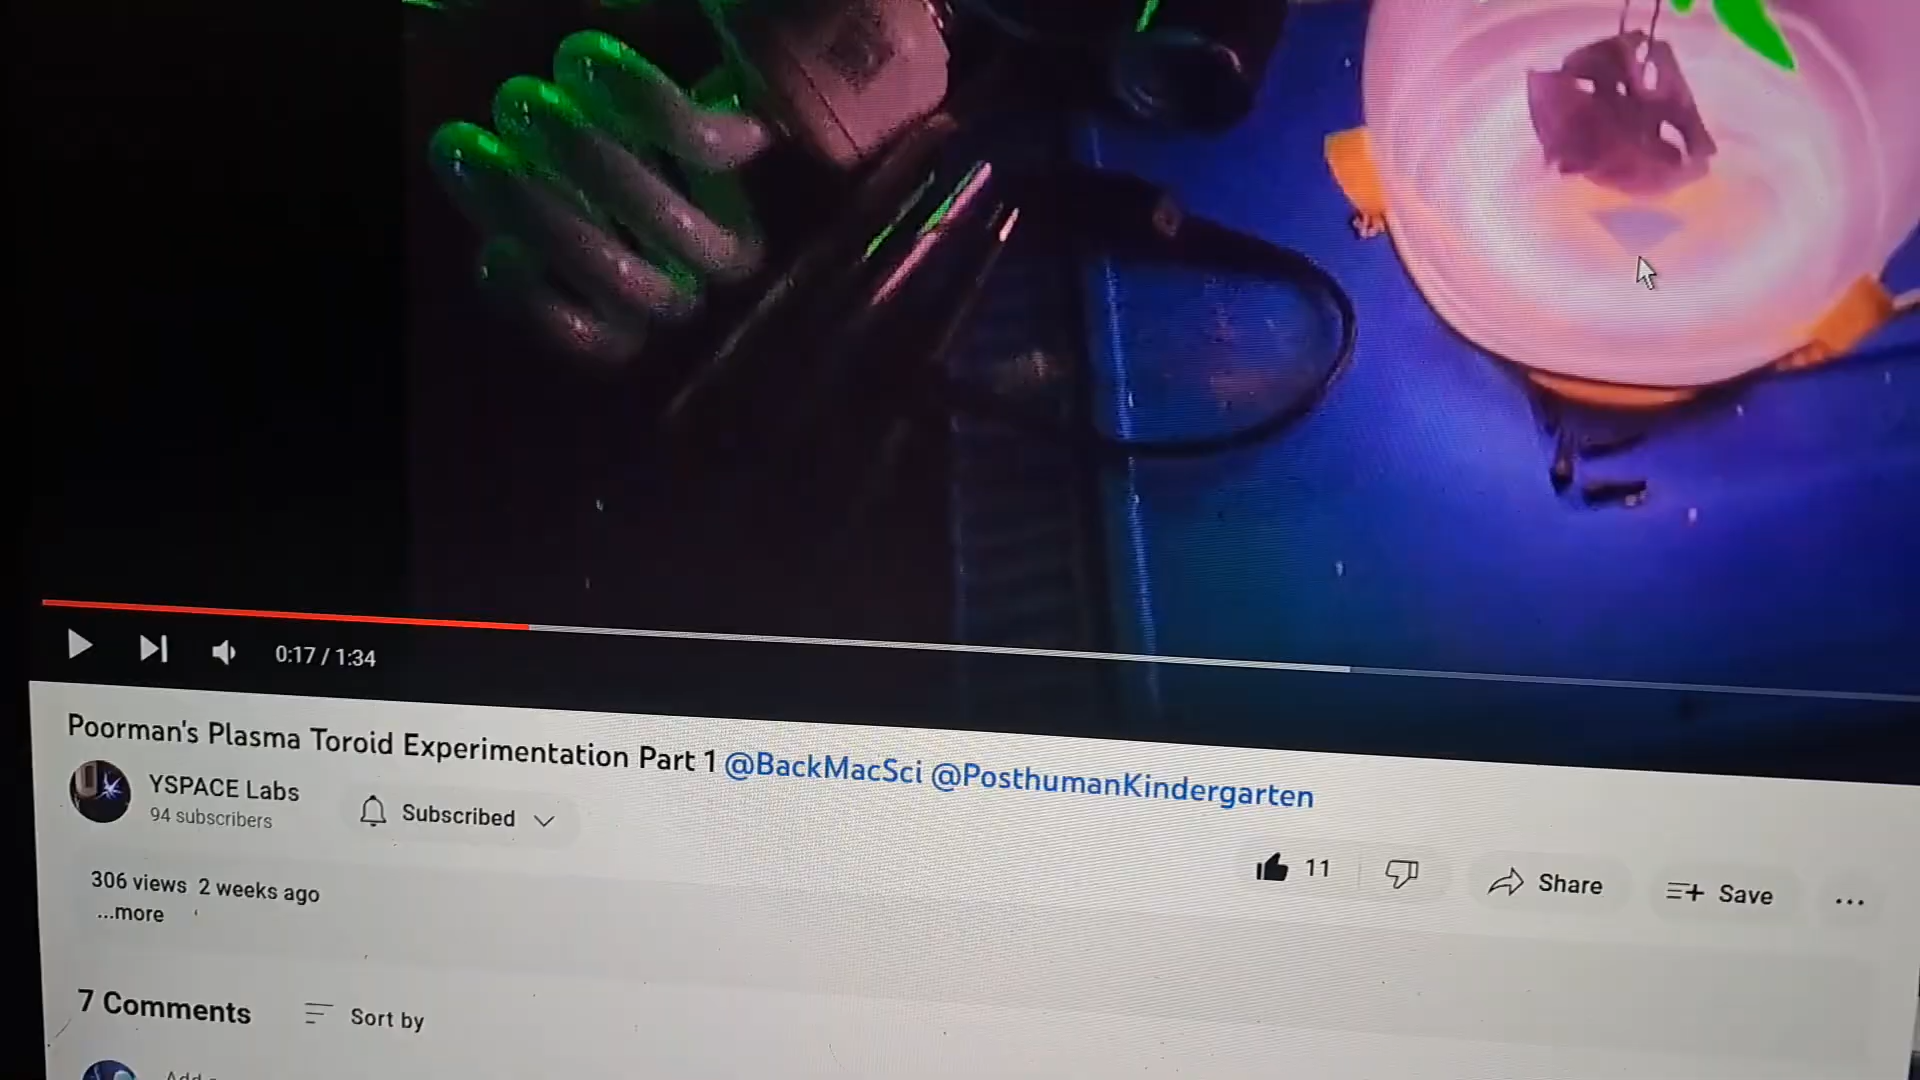 0:17 / 1:34
Poorman's Plasma Toroid Experimentation Part 1 @BackMacSci @PosthumanKindergarten
YSPACE Labs
94 subscribers
Subscribed
11
Share
Save
306 views 2 weeks ago
...more
7 Comments
Sort by